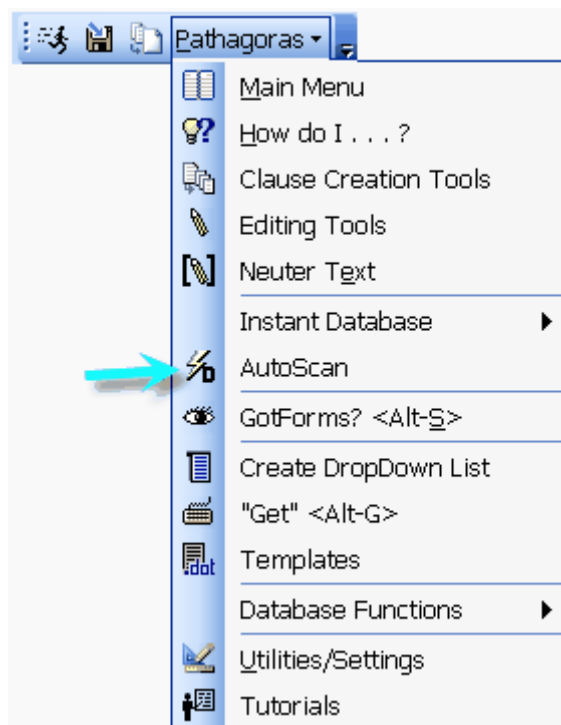 Pathagoras
Main Menu
How do I . . . ?
Clause Creation Tools
Editing Tools
Neuter Text
Instant Database
AutoScan
GotForms? <Alt-S>
Create DropDown List
"Get" <Alt-G>
.dot Templates
Database Functions
Utilities/Settings
Tutorials